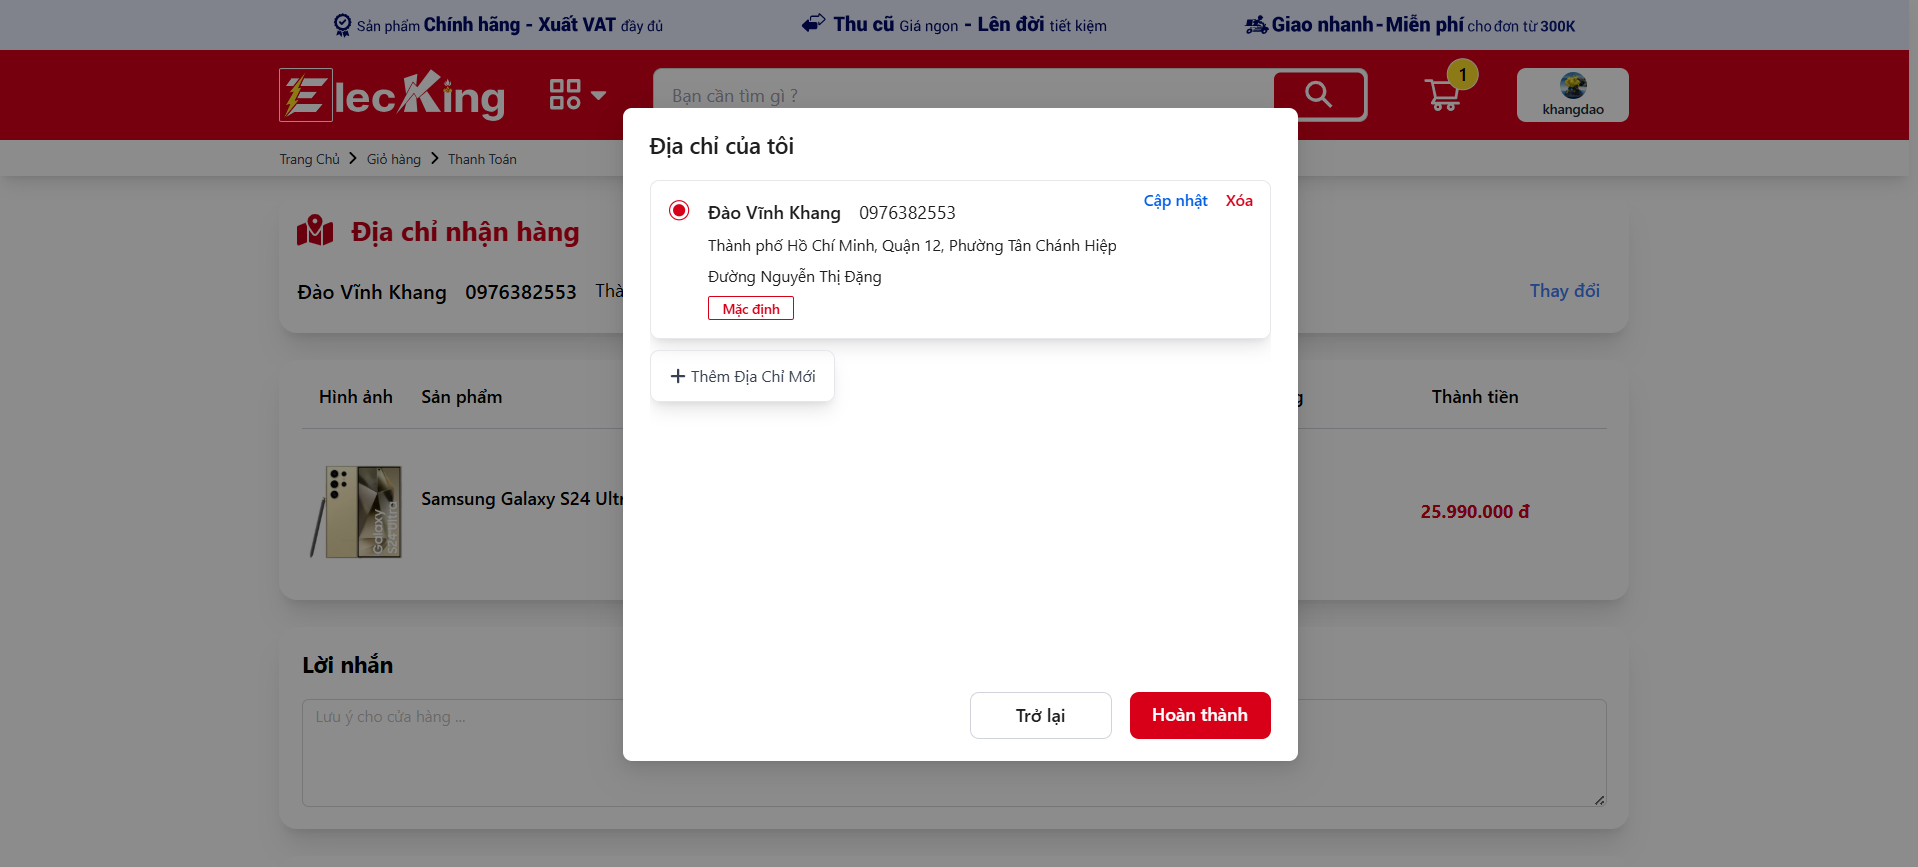 Sản phẩm Chính hãng - Xuất VAT đầy đủ
Thu cũ Giá ngon - Lên đời tiết kiệm
Giao nhanh - Miễn phí cho đơn từ 300K
ElecKing
Bạn cần tìm gì ?
1
khangdao
Trang Chủ > Giỏ hàng > Thanh Toán
Địa chỉ nhận hàng
Đào Vĩnh Khang 0976382553
Thay đổi
Hình ảnh Sản phẩm
Thành tiền
Galaxy S24 Ultra
Samsung Galaxy S24
25.990.000 đ
Lời nhắn
Lưu ý cho cửa hàng ...
Địa chỉ của tôi
Đào Vĩnh Khang 0976382553
Cập nhật Xóa
Thành phố Hồ Chí Minh, Quận 12, Phường Tân Chánh Hiệp
Đường Nguyễn Thị Đặng
Mặc định
+ Thêm Địa Chỉ Mới
Trở lại
Hoàn thành